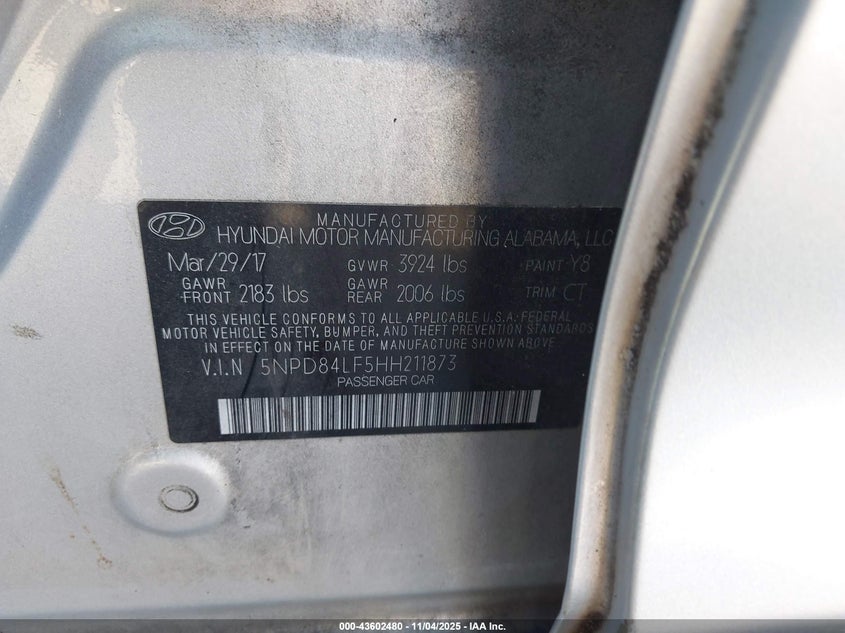 MANUFACTURED BY
HYUNDAI MOTOR MANUFACTURING ALABAMA, LLC
Mar/29/17 GVWR 3924 lbs PAINT Y8
GAWR FRONT 2183 lbs GAWR REAR 2006 lbs TRIM CT
THIS VEHICLE CONFORMS TO ALL APPLICABLE U.S.A. FEDERAL
MOTOR VEHICLE SAFETY, BUMPER, AND THEFT PREVENTION STANDARDS
IN EFFECT ON THE DATE OF MANUFACTURE SHOWN ABOVE.
V.I.N 5NPD84LF5HH211873
PASSENGER CAR
000-43602480 - 11/04/2025 - IAA Inc.